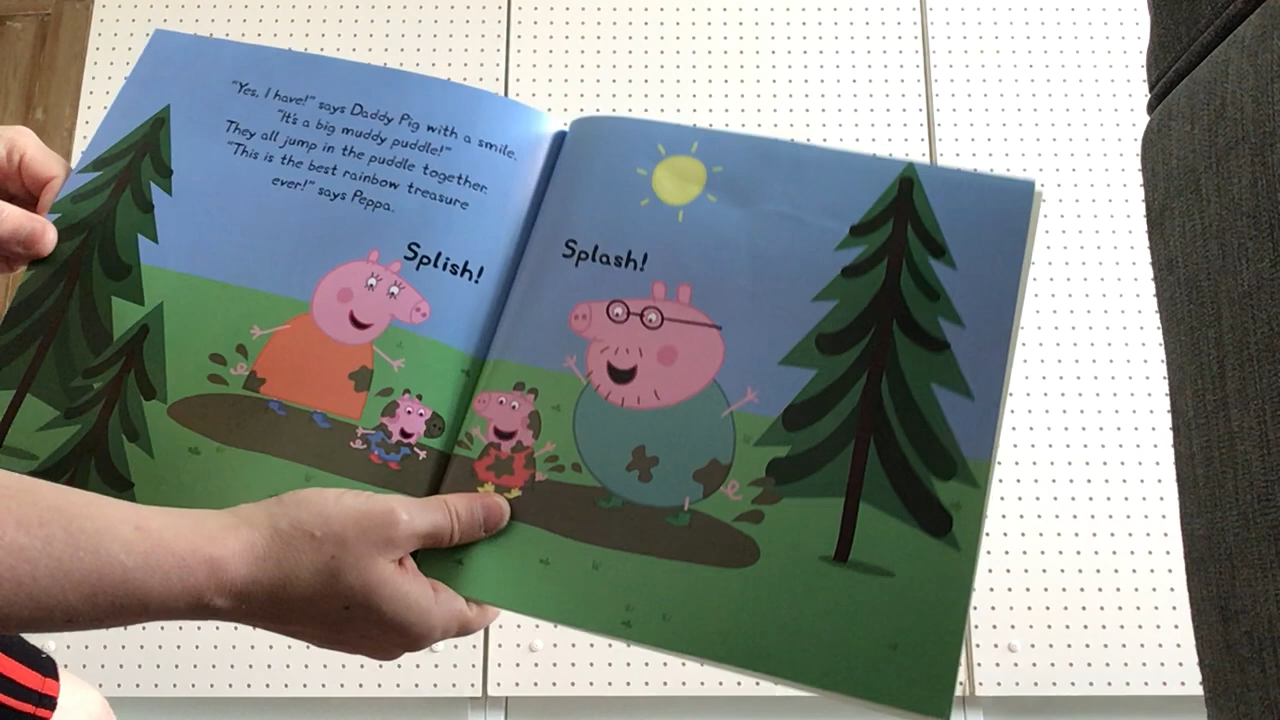 "Yes, I have!" says Daddy Pig with a smile.
"It's a big muddy puddle!"
They all jump in the puddle together.
"This is the best rainbow treasure
ever!" says Peppa.
Splish!
Splash!